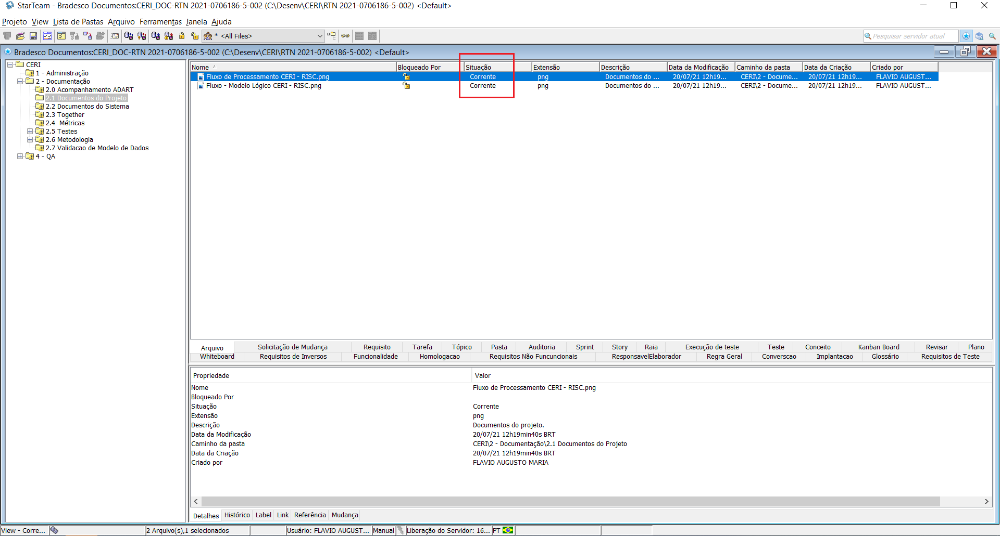 StarTeam - Bradesco Documentos:CERI_DOC-RTN 2021-0706186-5-002 (C:\Desenv\CERI\RTN 2021-0706186-5-002) <Default>
Projeto View Lista de Pastas Arquivo Ferramentas Janela Ajuda
* <All Files>
Pesquisar servidor atual
Bradesco Documentos:CERI_DOC-RTN 2021-0706186-5-002 (C:\Desenv\CERI\RTN 2021-0706186-5-002) <Default>
CERI
1 - Administração
2 - Documentação
2.0 Acompanhamento ADART
2.1 Documentos do Projeto
2.2 Documentos do Sistema
2.3 Together
2.4 Métricas
2.5 Testes
2.6 Metodologia
2.7 Validacao de Modelo de Dados
4 - QA
Nome Bloqueado Por Situação Extensão Descrição Data da Modificação Caminho da pasta Data da Criação Criado por
Fluxo de Processamento CERI - RISC.png Corrente png Documentos do ... 20/07/21 12h19... CERI\2 - Docume... 20/07/21 12h19... FLAVIO AUGUST...
Fluxo - Modelo Lógico CERI - RISC.png Corrente png Documentos do ... 20/07/21 12h19... CERI\2 - Docume... 20/07/21 12h19... FLAVIO AUGUST...
Arquivo Solicitação de Mudança Requisito Tarefa Tópico Pasta Auditoria Sprint Story Raia Execução de teste Teste Conceito Kanban Board Revisar Plano
Whiteboard Requisitos de Inversos Funcionalidade Homologacao Requisitos Não Funcuncionais ResponsavelElaborador Regra Geral Converscao Implantacao Glossário Requisitos de Teste
Propriedade Valor
Nome Fluxo de Processamento CERI - RISC.png
Bloqueado Por
Situação Corrente
Extensão png
Descrição Documentos do projeto.
Data da Modificação 20/07/21 12h19min40s BRT
Caminho da pasta CERI\2 - Documentação\2.1 Documentos do Projeto
Data da Criação 20/07/21 12h19min40s BRT
Criado por FLAVIO AUGUSTO MARIA
Detalhes Histórico Label Link Referência Mudança
View - Corre... 2 Arquivo(s),1 selecionados Usuário: FLAVIO AUGUST... Manual Liberação do Servidor: 16... PT